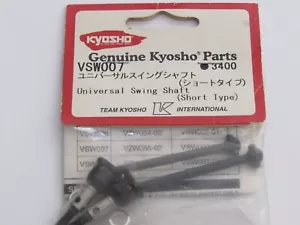 KYOSHO
Genuine Kyosho Parts
VSW007 3400
ユニバーサルスイングシャフト
(ショートタイプ)
Universal Swing Shaft
(Short Type)
TEAM KYOSHO K INTERNATIONAL